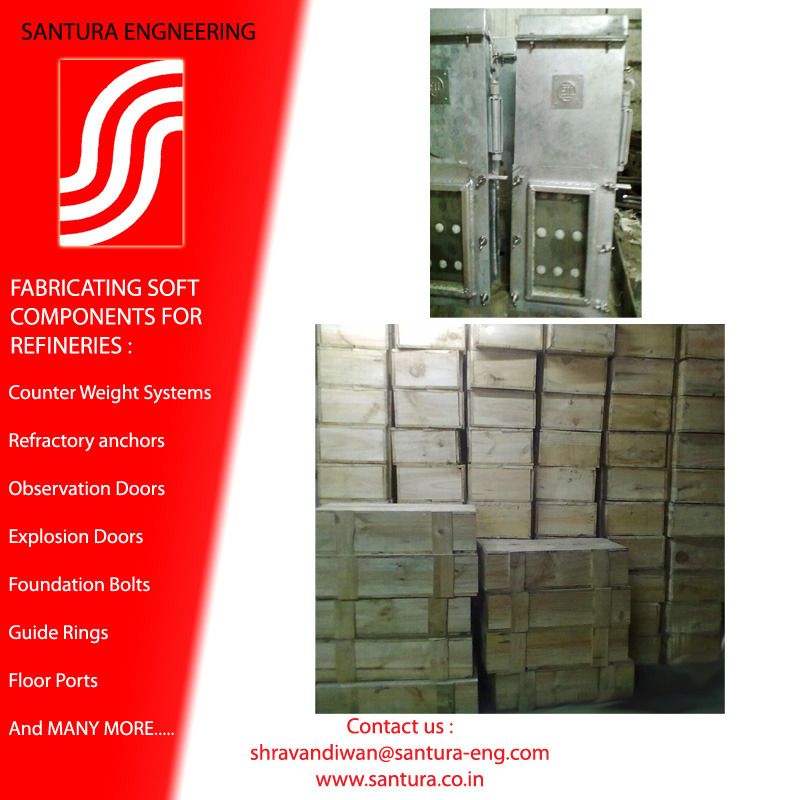 SANTURA ENGNEERING
FABRICATING SOFT
COMPONENTS FOR
REFINERIES :
Counter Weight Systems
Refractory anchors
Observation Doors
Explosion Doors
Foundation Bolts
Guide Rings
Floor Ports
And MANY MORE.....
Contact us :
shravandiwan@santura-eng.com
www.santura.co.in